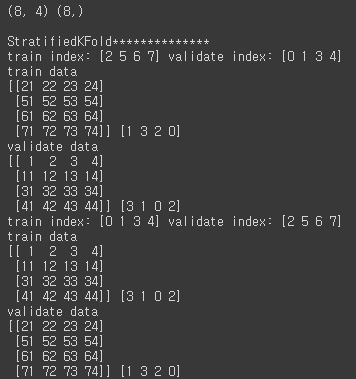 (8, 4) (8,)

StratifiedKFold**************
train index: [2 5 6 7] validate index: [0 1 3 4]
train data
[[21 22 23 24]
 [51 52 53 54]
 [61 62 63 64]
 [71 72 73 74]] [1 3 2 0]
validate data
[[ 1  2  3  4]
 [11 12 13 14]
 [31 32 33 34]
 [41 42 43 44]] [3 1 0 2]
train index: [0 1 3 4] validate index: [2 5 6 7]
train data
[[ 1  2  3  4]
 [11 12 13 14]
 [31 32 33 34]
 [41 42 43 44]] [3 1 0 2]
validate data
[[21 22 23 24]
 [51 52 53 54]
 [61 62 63 64]
 [71 72 73 74]] [1 3 2 0]